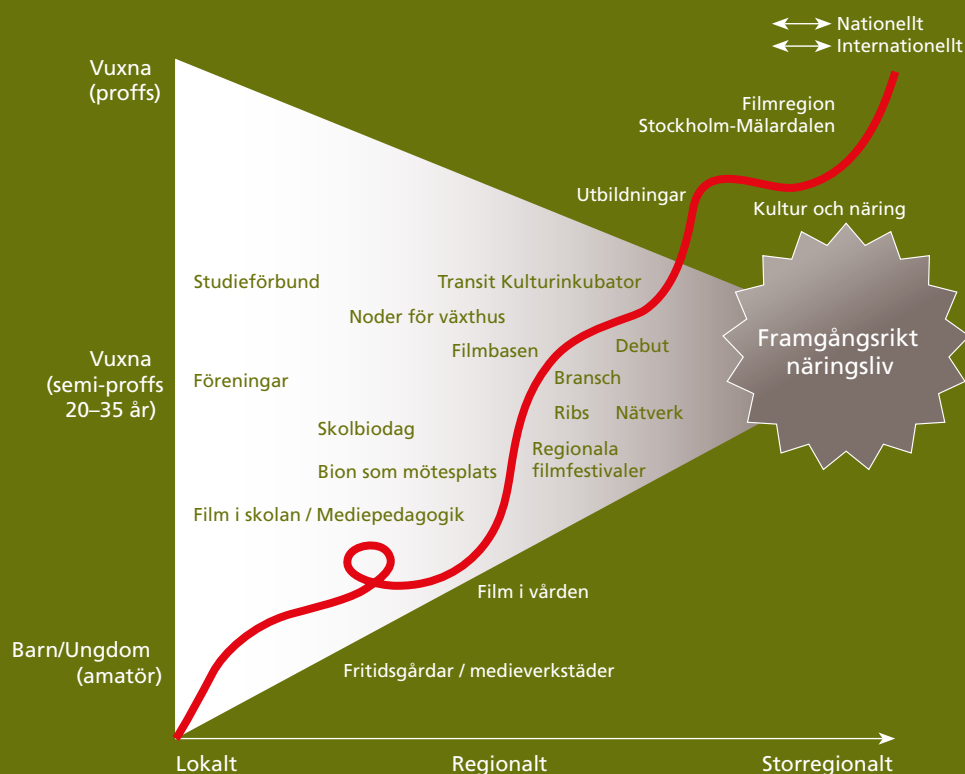 Nationellt
Internationellt
Vuxna
(proffs)
Filmregion
Stockholm-Mälardalen
Utbildningar
Kultur och näring
Studieförbund
Transit Kulturinkubator
Noder för växthus
Filmbasen
Debut
Framgångsrikt
näringsliv
Vuxna
(semi-proffs
20–35 år)
Föreningar
Bransch
Ribs
Nätverk
Skolbiodag
Bion som mötesplats
Regionala
filmfestivaler
Film i skolan / Mediepedagogik
Film i vården
Barn/Ungdom
(amatör)
Fritidsgårdar / medieverkstäder
Lokalt
Regionalt
Storregionalt